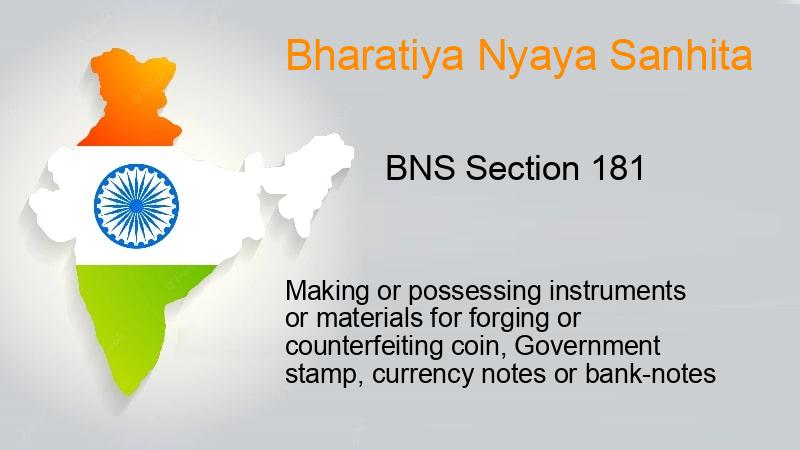 Bharatiya Nyaya Sanhita
BNS Section 181
Making or possessing instruments
or materials for forging or
counterfeiting coin, Government
stamp, currency notes or bank-notes